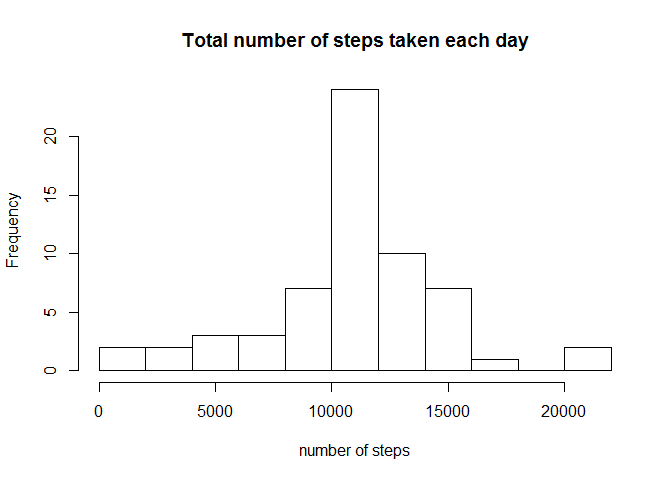 Total number of steps taken each day
Frequency
20
15
10
5
0
0 5000 10000 15000 20000
number of steps